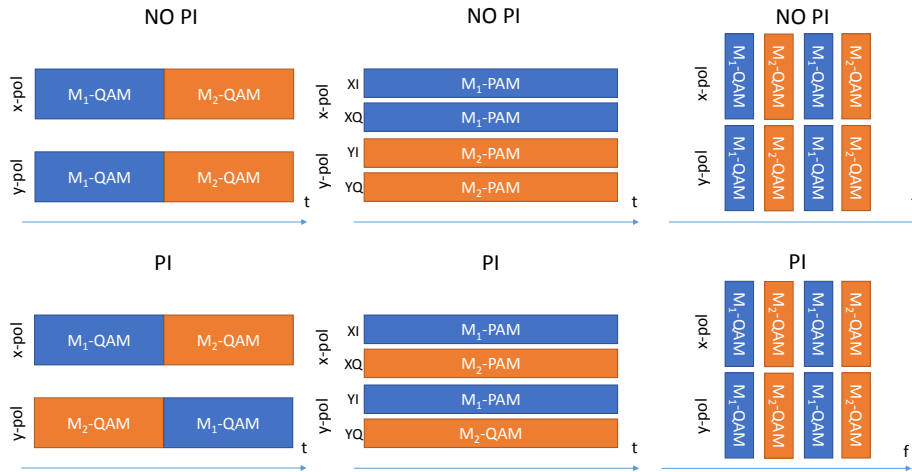 NO PI
x-pol
M₁-QAM M₂-QAM
y-pol
M₁-QAM M₂-QAM
t
NO PI
x-pol
XI M₁-PAM
XQ M₁-PAM
y-pol
YI M₂-PAM
YQ M₂-PAM
t
NO PI
x-pol
M₁-QAM M₂-QAM M₁-QAM M₂-QAM
y-pol
M₁-QAM M₂-QAM M₁-QAM M₂-QAM
PI
x-pol
M₁-QAM M₂-QAM
y-pol
M₂-QAM M₁-QAM
t
PI
x-pol
XI M₁-PAM
XQ M₂-PAM
y-pol
YI M₁-PAM
YQ M₂-QAM
t
PI
x-pol
M₁-QAM M₂-QAM M₁-QAM M₂-QAM
y-pol
M₁-QAM M₂-QAM M₁-QAM M₂-QAM
f